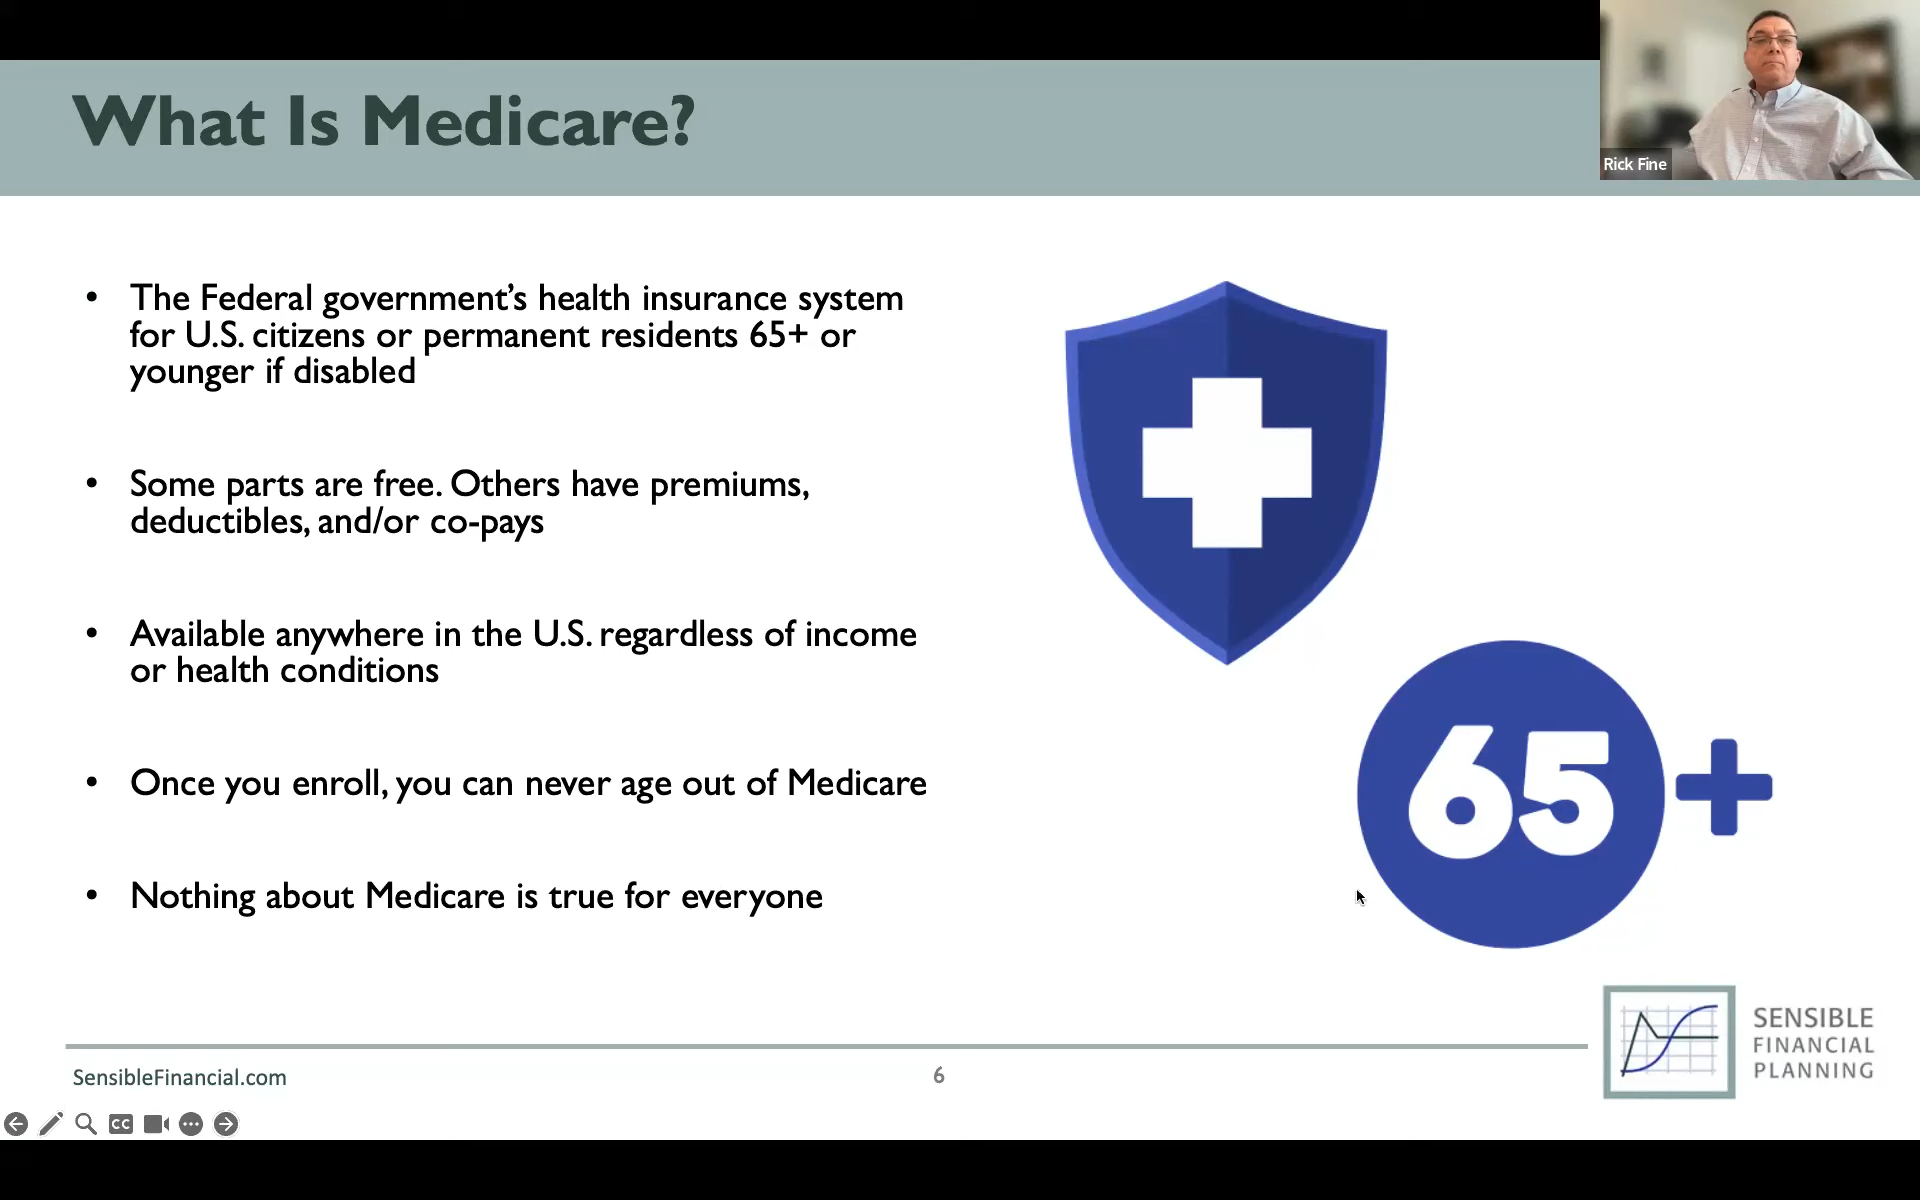 What Is Medicare?
Rick Fine
• The Federal government’s health insurance system
for U.S. citizens or permanent residents 65+ or
younger if disabled
• Some parts are free. Others have premiums,
deductibles, and/or co-pays
• Available anywhere in the U.S. regardless of income
or health conditions
• Once you enroll, you can never age out of Medicare
• Nothing about Medicare is true for everyone
65+
SENSIBLE
FINANCIAL
PLANNING
SensibleFinancial.com
6
CC